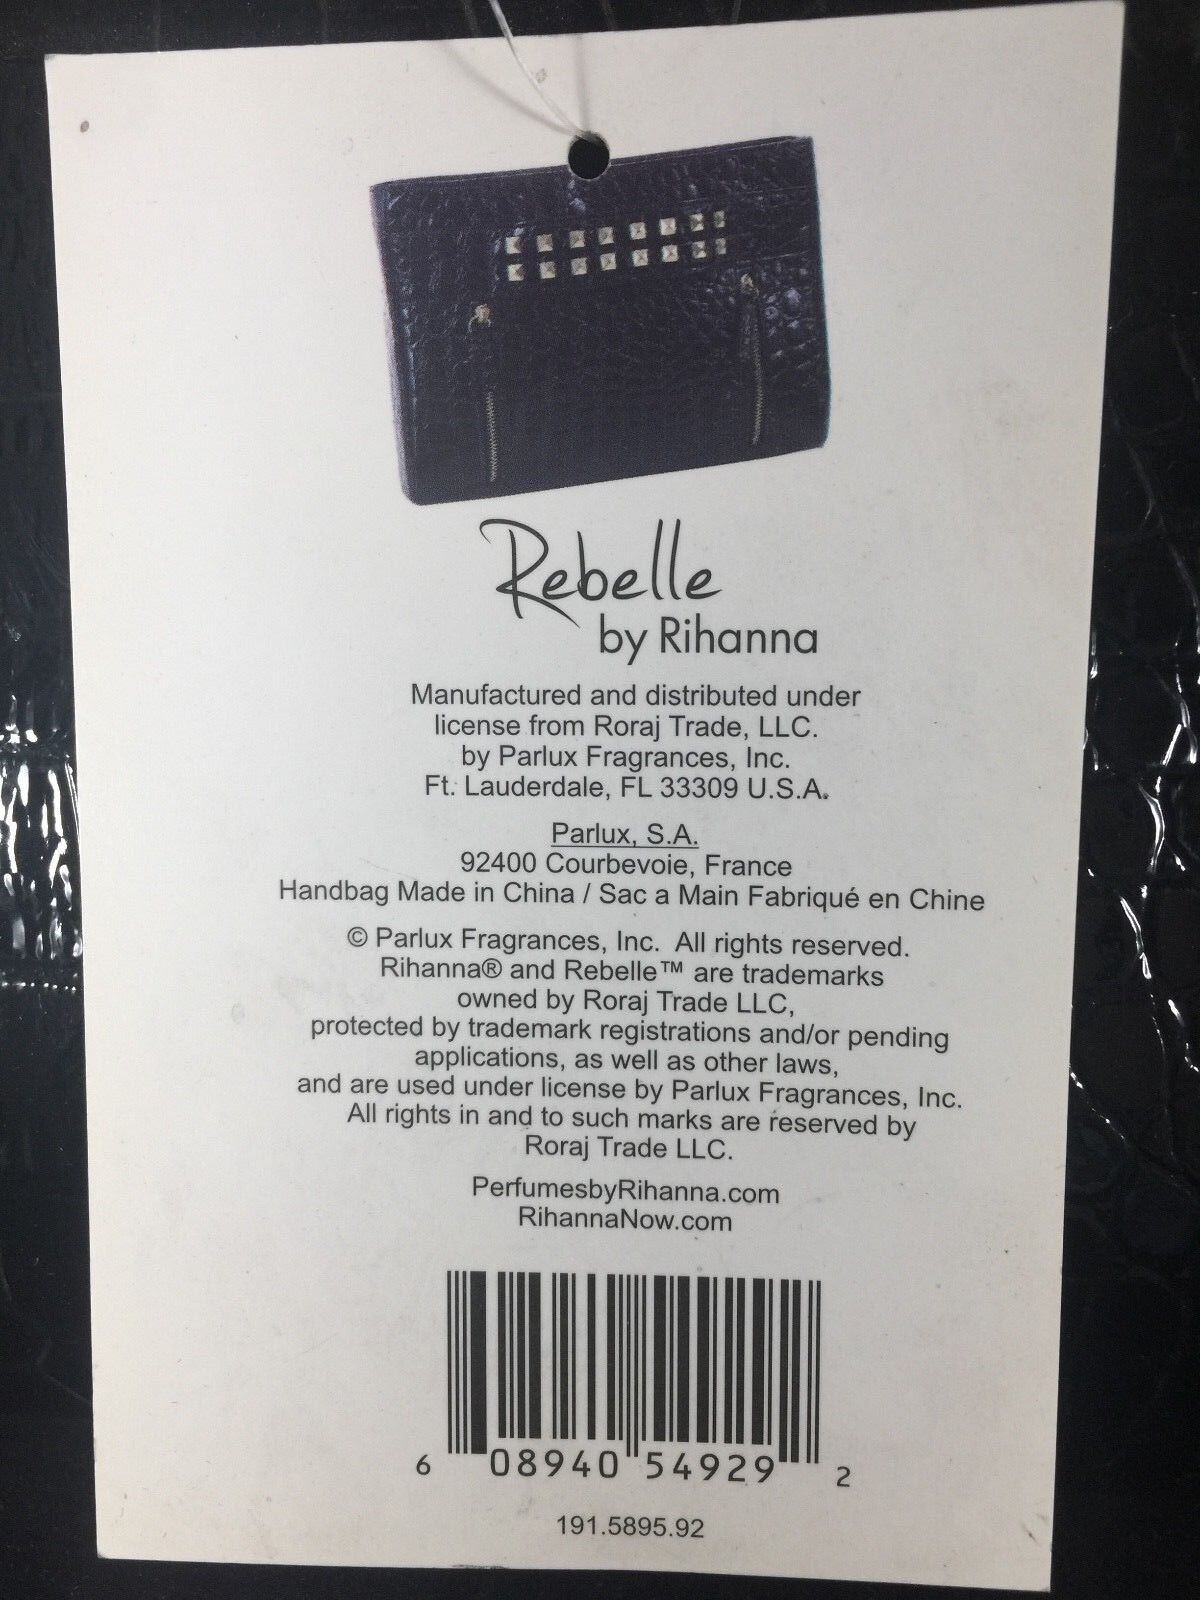 Rebelle
by Rihanna
Manufactured and distributed under
license from Roraj Trade, LLC.
by Parlux Fragrances, Inc.
Ft. Lauderdale, FL 33309 U.S.A.
Parlux, S.A.
92400 Courbevoie, France
Handbag Made in China / Sac a Main Fabriqué en Chine
© Parlux Fragrances, Inc. All rights reserved.
Rihanna® and Rebelle™ are trademarks
owned by Roraj Trade LLC,
protected by trademark registrations and/or pending
applications, as well as other laws,
and are used under license by Parlux Fragrances, Inc.
All rights in and to such marks are reserved by
Roraj Trade LLC.
PerfumesbyRihanna.com
RihannaNow.com
6 08940 54929 2
191.5895.92